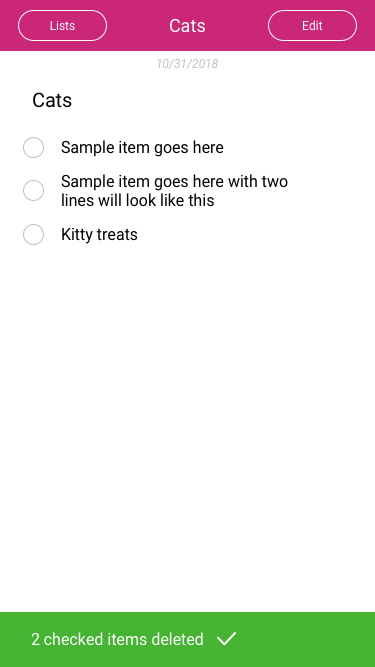 Lists
Cats
Edit
10/31/2018
Cats
Sample item goes here
Sample item goes here with two
lines will look like this
Kitty treats
2 checked items deleted